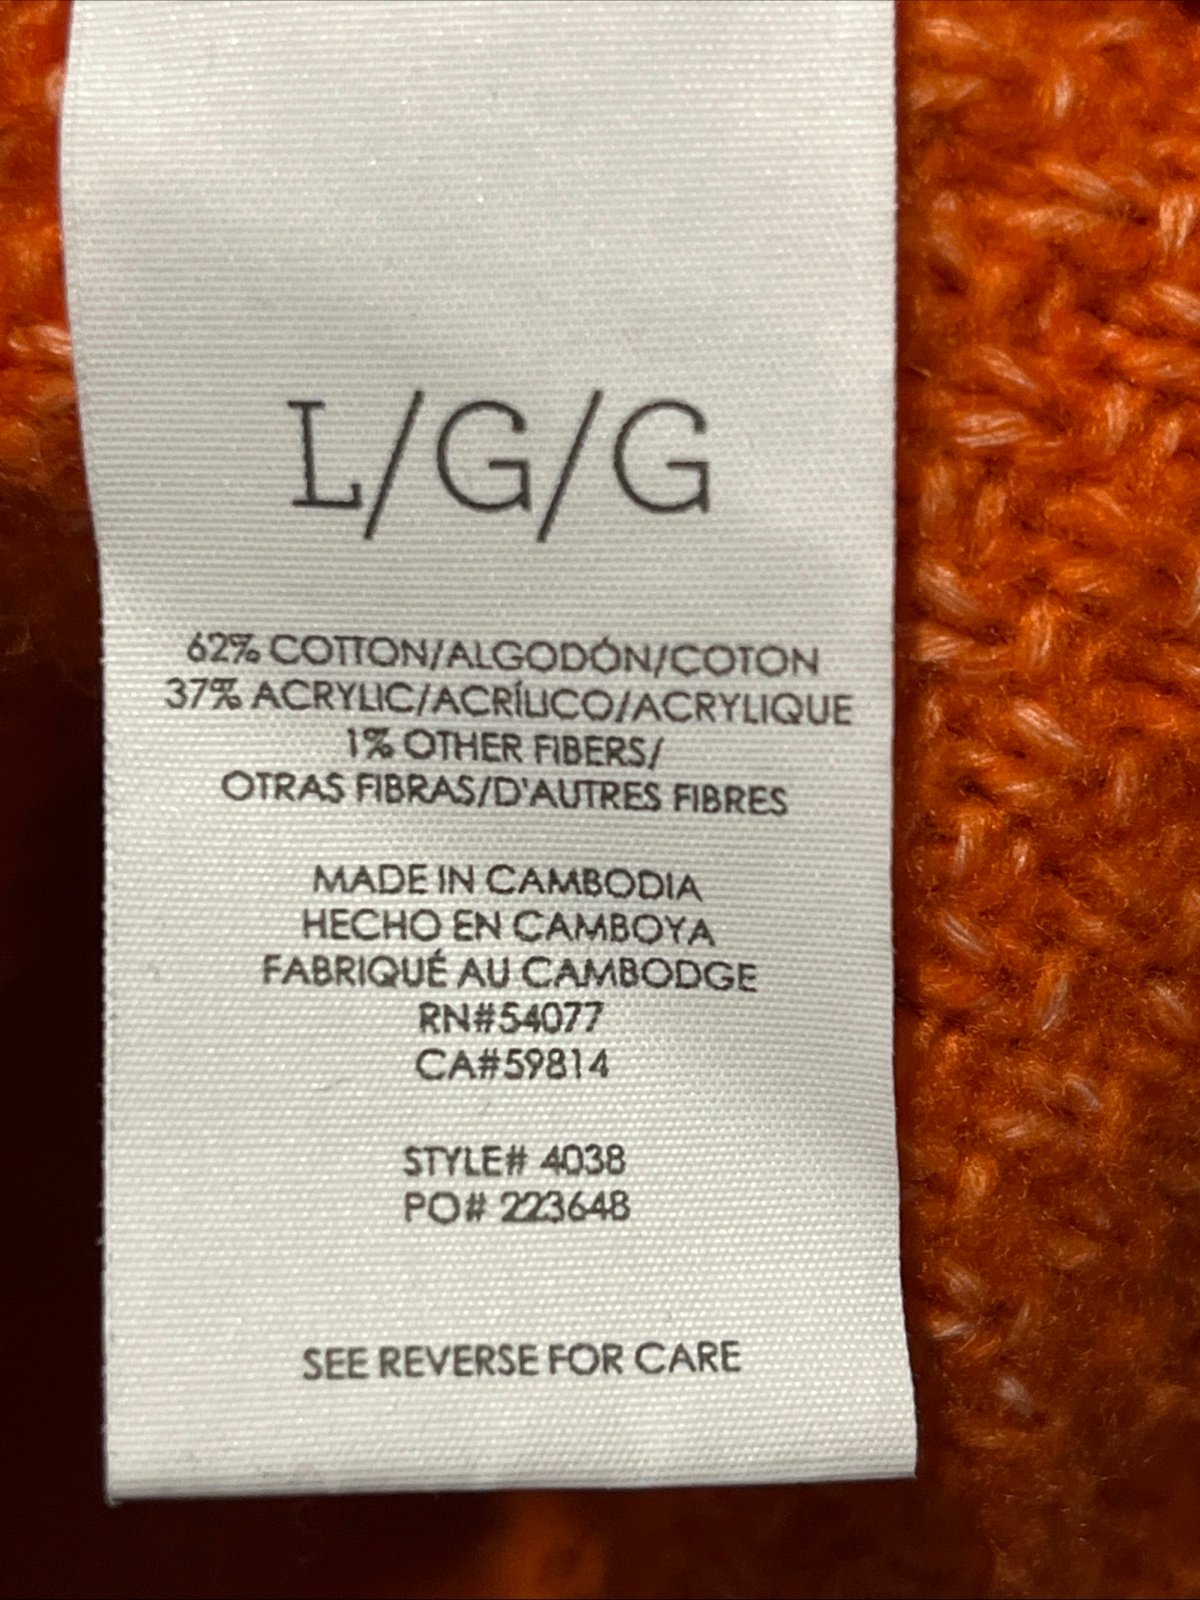 L/G/G
62% COTTON/ALGODÓN/COTON
37% ACRYLIC/ACRÍLICO/ACRYLIQUE
1% OTHER FIBERS/
OTRAS FIBRAS/D'AUTRES FIBRES
MADE IN CAMBODIA
HECHO EN CAMBOYA
FABRIQUÉ AU CAMBODGE
RN#54077
CA#59814
STYLE# 4038
PO# 223648
SEE REVERSE FOR CARE